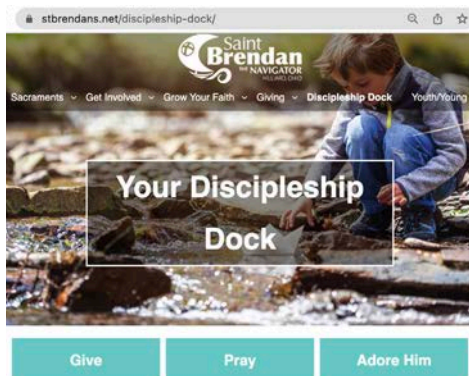 stbrendans.net/discipleship-dock/
Saint
Brendan
THE NAVIGATOR
HILLIARD, OHIO
Sacraments Get Involved Grow Your Faith Giving Discipleship Dock Youth/Young
Your Discipleship
Dock
Give Pray Adore Him